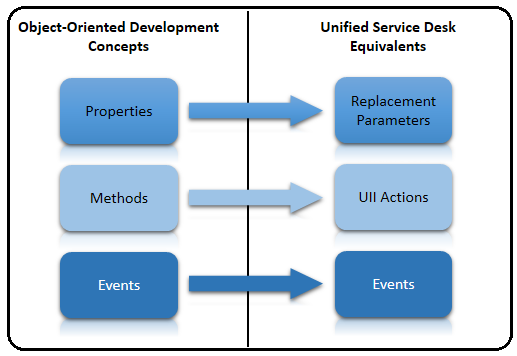 Object-Oriented Development
Concepts
Unified Service Desk
Equivalents
Properties
Replacement
Parameters
Methods
UII Actions
Events
Events